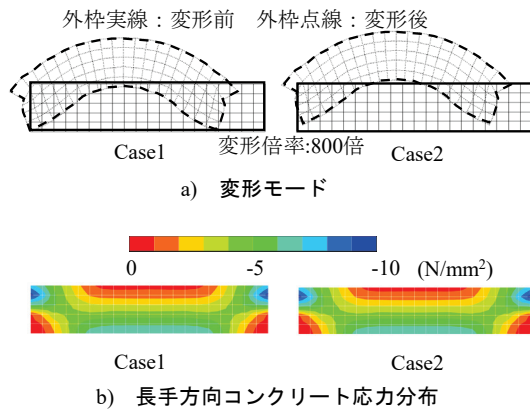 外枠実線：変形前　外枠点線：変形後
Case1 変形倍率:800倍 Case2
a) 変形モード
0 -5 -10 (N/mm²)
Case1 Case2
b) 長手方向コンクリート応力分布